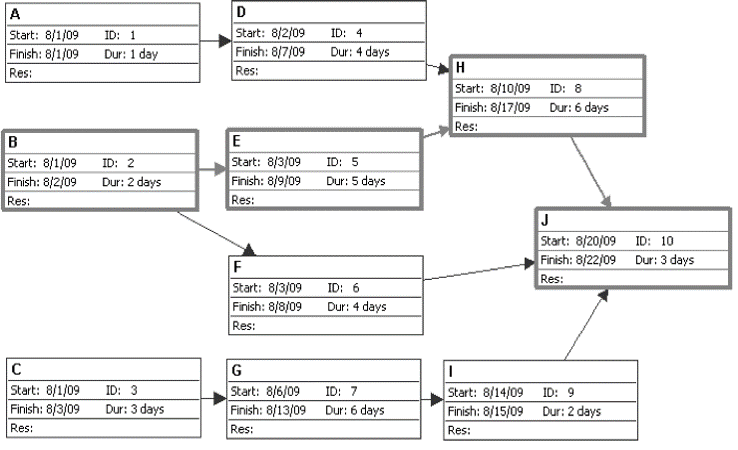 A
Start: 8/1/09 ID: 1
Finish: 8/1/09 Dur: 1 day
Res:
D
Start: 8/2/09 ID: 4
Finish: 8/7/09 Dur: 4 days
Res:
H
Start: 8/10/09 ID: 8
Finish: 8/17/09 Dur: 6 days
Res:
B
Start: 8/1/09 ID: 2
Finish: 8/2/09 Dur: 2 days
Res:
E
Start: 8/3/09 ID: 5
Finish: 8/9/09 Dur: 5 days
Res:
J
Start: 8/20/09 ID: 10
Finish: 8/22/09 Dur: 3 days
Res:
F
Start: 8/3/09 ID: 6
Finish: 8/8/09 Dur: 4 days
Res:
C
Start: 8/1/09 ID: 3
Finish: 8/3/09 Dur: 3 days
Res:
G
Start: 8/6/09 ID: 7
Finish: 8/13/09 Dur: 6 days
Res:
I
Start: 8/14/09 ID: 9
Finish: 8/15/09 Dur: 2 days
Res: